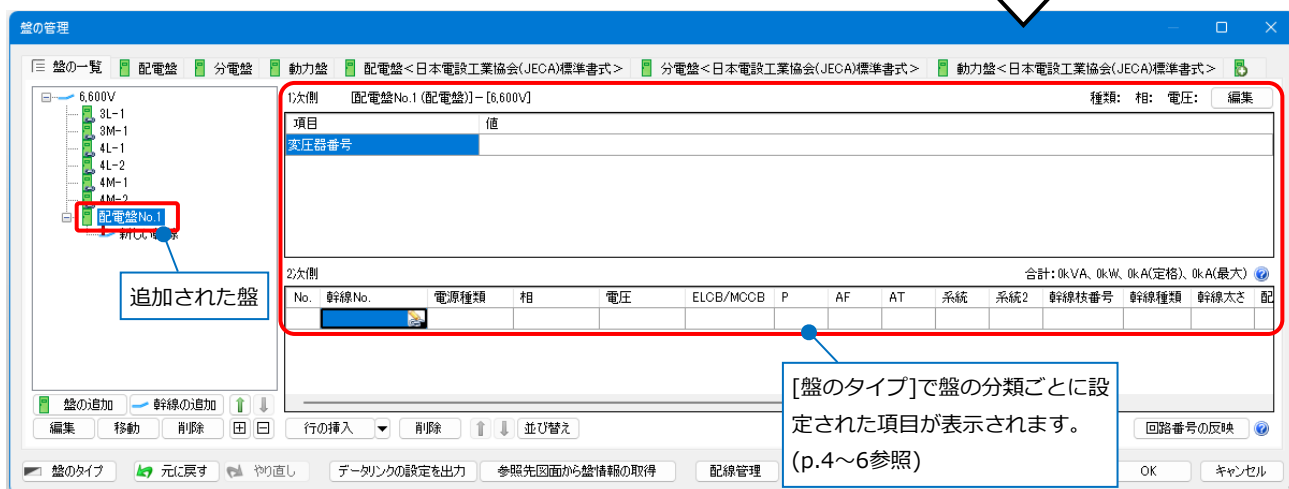 盤の管理
盤の一覧 配電盤 分電盤 動力盤 配電盤<日本電設工業協会(JECA)標準書式> 分電盤<日本電設工業協会(JECA)標準書式> 動力盤<日本電設工業協会(JECA)標準書式>
6,600V
3L-1
3M-1
4L-1
4L-2
4M-1
4M-2
配電盤No.1
新しい幹線
追加された盤
1次側 [配電盤No.1 (配電盤)]-[6,600V] 種類: 相: 電圧: 編集
項目 値
変圧器番号
2次側 合計:0kVA、0kW、0kA(定格)、0kA(最大)
No. 幹線No. 電源種類 相 電圧 ELCB/MCCB P AF AT 系統 系統2 幹線枝番号 幹線種類 幹線太さ 配
[盤のタイプ]で盤の分類ごとに設
定された項目が表示されます。
(p.4~6参照)
盤の追加 幹線の追加
編集 移動 削除 行の挿入 削除 並び替え 回路番号の反映
盤のタイプ 元に戻す やり直し データリンクの設定を出力 参照先図面から盤情報の取得 配線管理 OK キャンセル